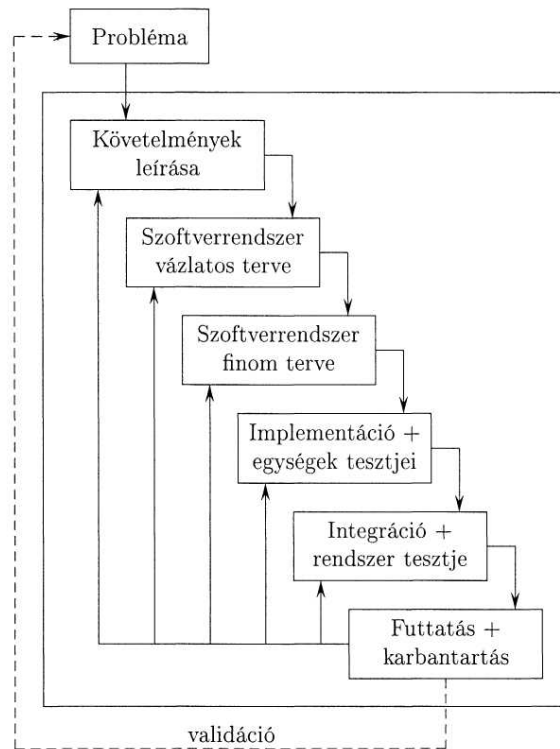 Probléma
Követelmények
leírása
Szoftverrendszer
vázlatos terve
Szoftverrendszer
finom terve
Implementáció +
egységek tesztjei
Integráció +
rendszer tesztje
Futtatás +
karbantartás
validáció